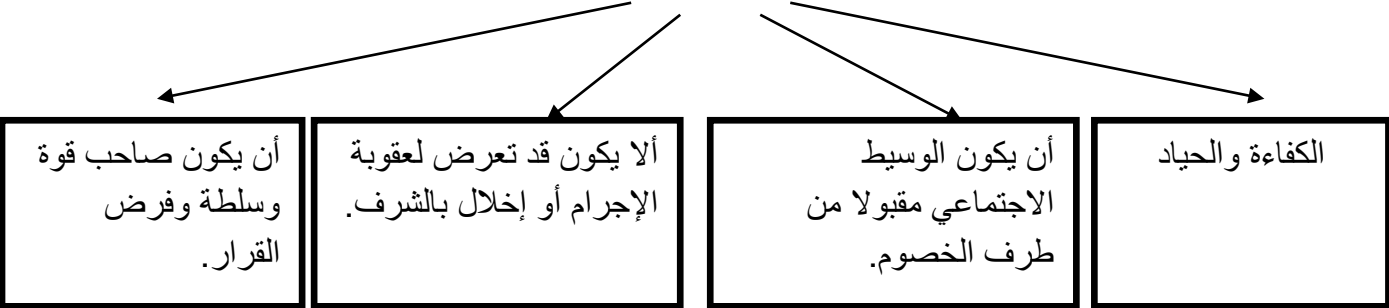 الكفاءة والحياد
أن يكون الوسيط
الاجتماعي مقبولا من
طرف الخصوم.
ألا يكون قد تعرض لعقوبة
الإجرام أو إخلال بالشرف.
أن يكون صاحب قوة
وسلطة وفرض
القرار.